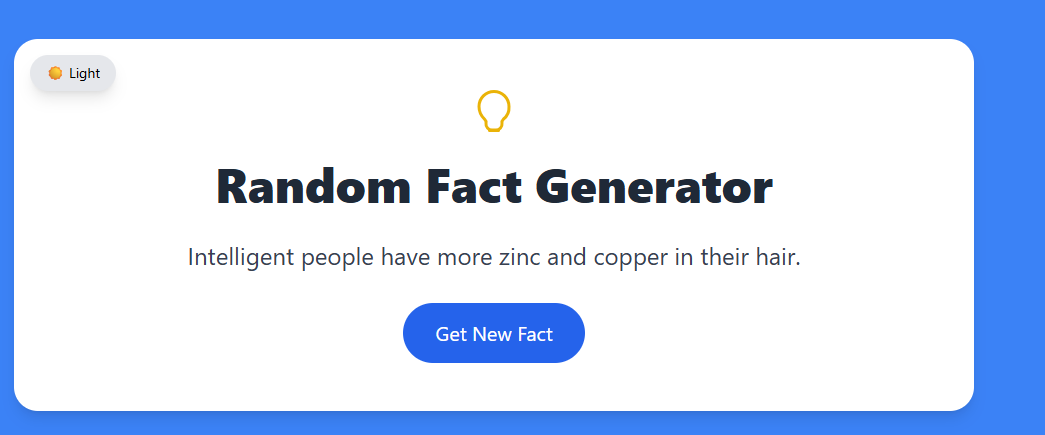 Light
Random Fact Generator
Intelligent people have more zinc and copper in their hair.
Get New Fact